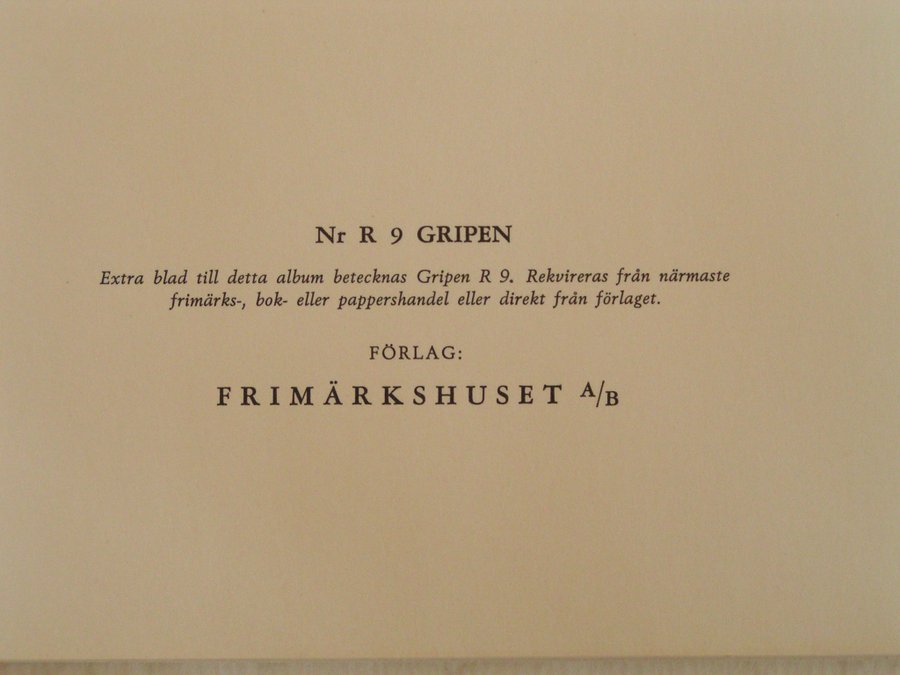 Nr R 9 GRIPEN
Extra blad till detta album betecknas Gripen R 9. Rekvireras från närmaste
frimärks-, bok- eller pappershandel eller direkt från förlaget.
FÖRLAG:
FRIMÄRKSHUSET A/B